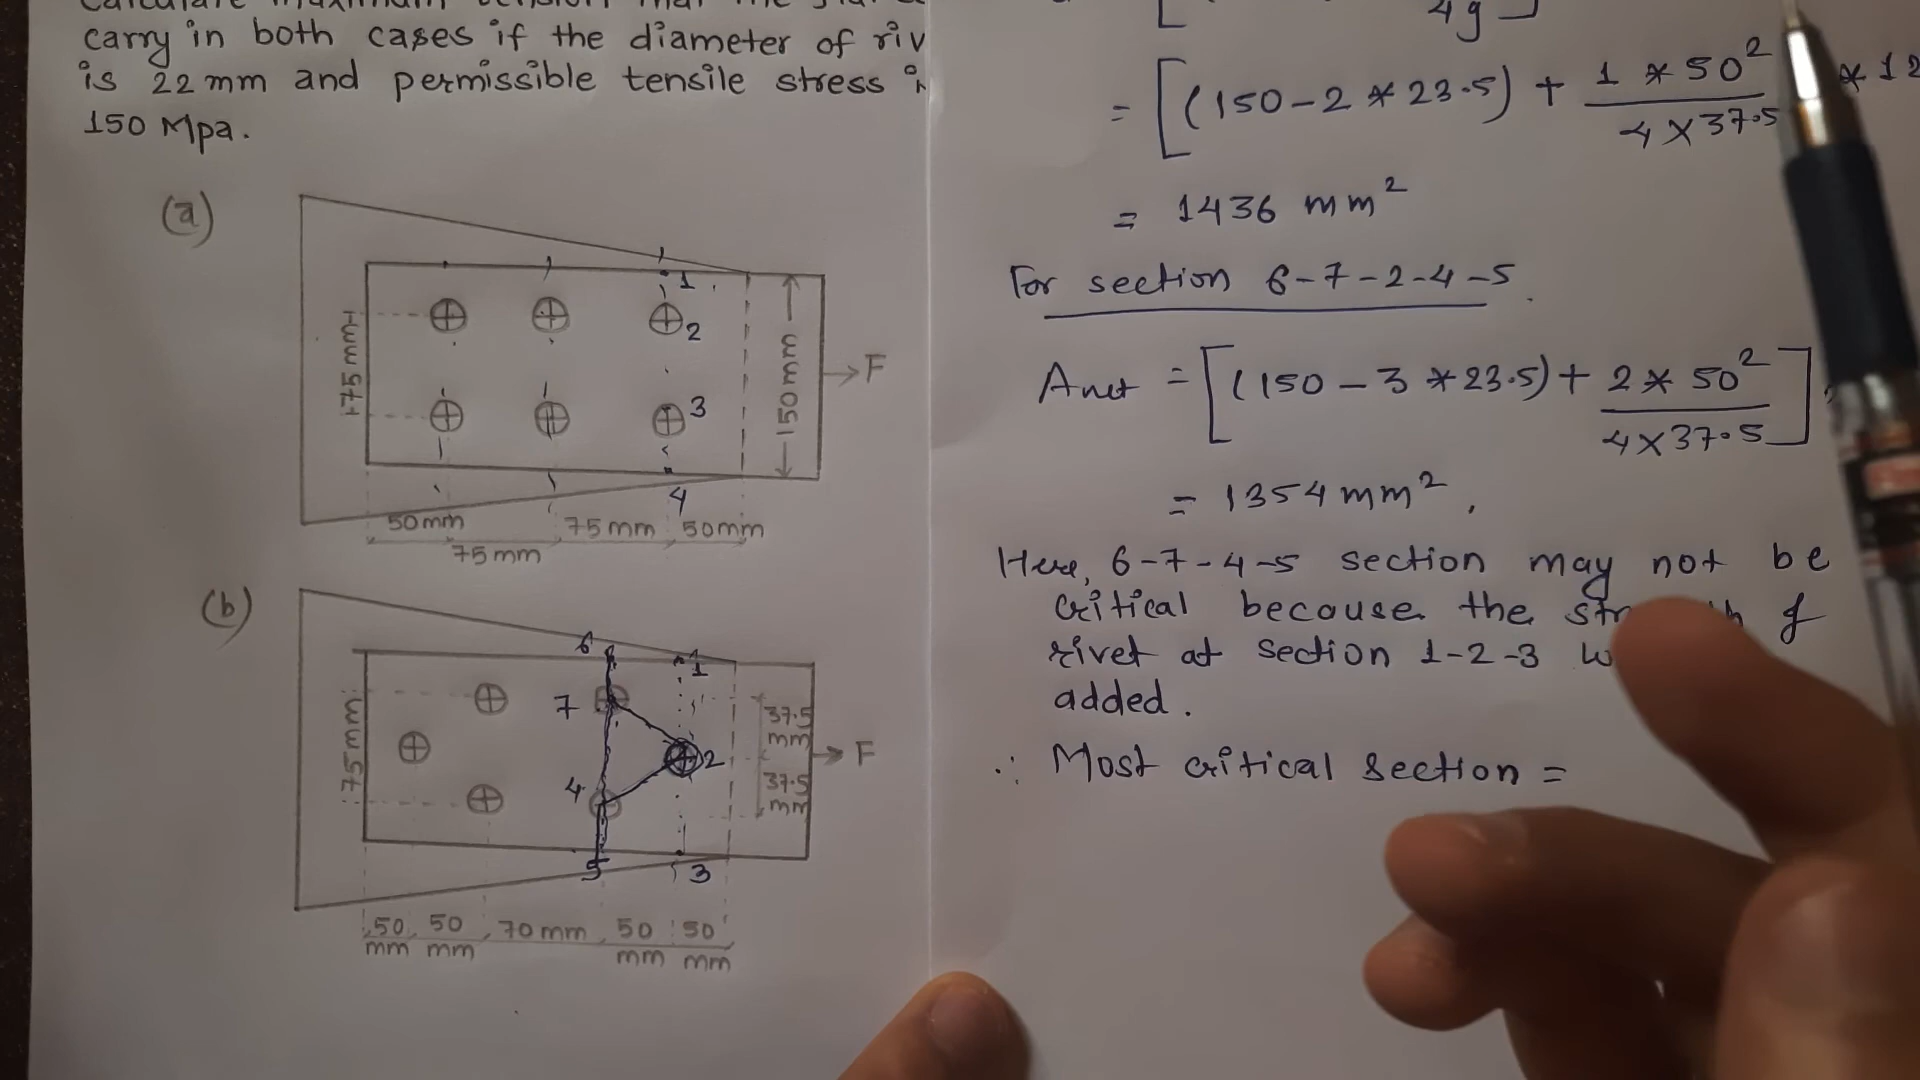 carry in both cases if the diameter of riv
is 22 mm and permissible tensile stress
150 Mpa.
(a)
1
2
3
4
75 mm
150 mm
F
50 mm
75 mm
75 mm
50 mm
(b)
6
1
7
2
4
5
3
75 mm
37.5
mm
37.5
mm
F
50
mm
50
mm
70 mm
50
mm
50
mm
4g
= [(150-2*23.5) + 1*50²
4×37.5
*12
= 1436 mm²
For section 6-7-2-4-5.
Anet = [(150-3*23.5)+ 2*50²]
4×37.5
= 1354 mm².
Here, 6-7-4-5 section may not be
critical because the
rivet at section 1-2-3
added.
∴ Most critical section =